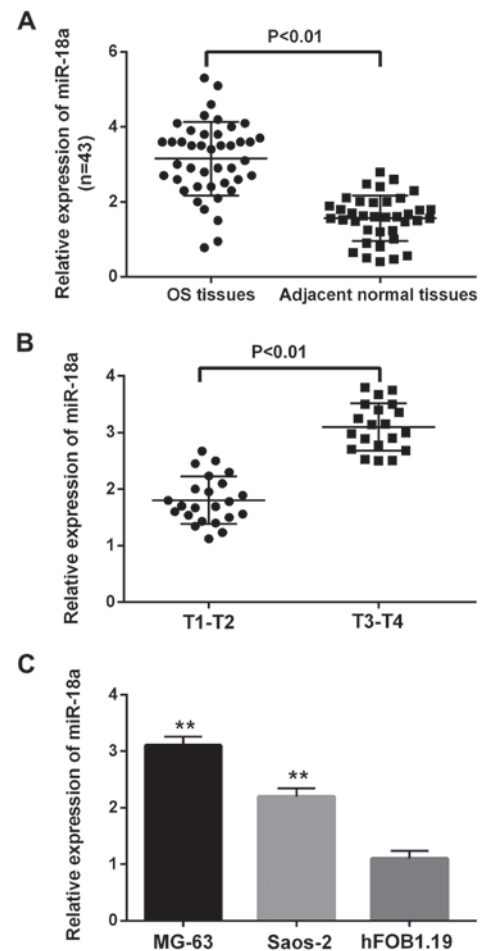 A
P<0.01
Relative expression of miR-18a
(n=43)
6
4
2
0
OS tissues
Adjacent normal tissues
B
P<0.01
Relative expression of miR-18a
4
3
2
1
0
T1-T2
T3-T4
C
Relative expression of miR-18a
4
3
2
1
0
**
**
MG-63
Saos-2
hFOB1.19